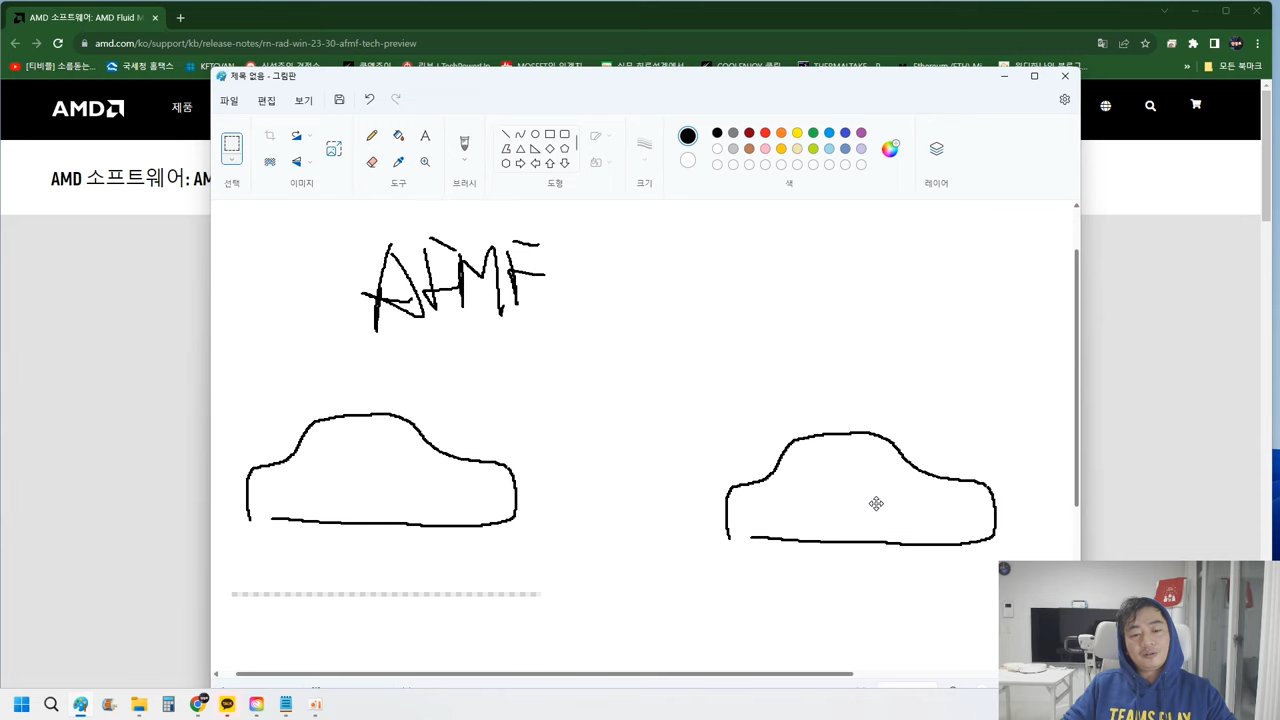 AMD 소프트웨어: AMD Fluid M
amd.com/ko/support/kb/release-notes/rn-rad-win-23-30-afmf-tech-preview
국세청 홈택스
KFTCVAN
모든 북마크
제목 없음 - 그림판
파일 편집 보기
AMD 제품
AMD 소프트웨어: AM
선택 이미지 도구 브러시 도형 크기 색 레이어
AFMF
TALK
TEAMS PLAY